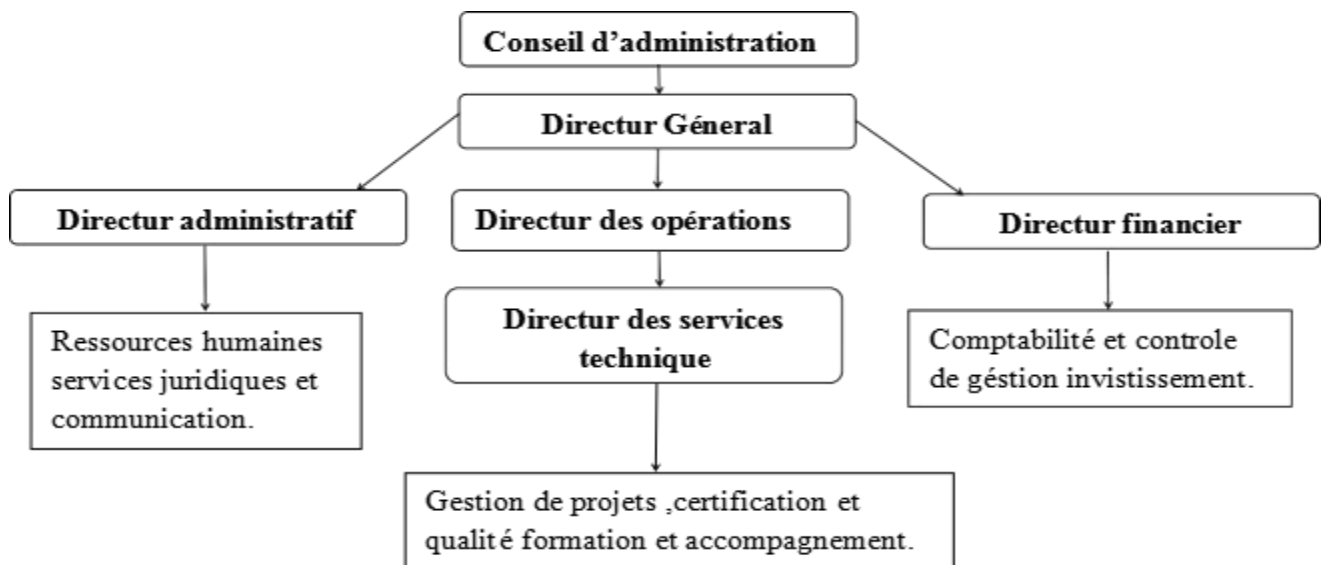 Conseil d’administration
Directur Géneral
Directur administratif
Directur des opérations
Directur financier
Ressources humaines
services juridiques et
communication.
Directur des services
technique
Comptabilité et controle
de géstion invistissement.
Gestion de projets ,certification et
qualité formation et accompagnement.